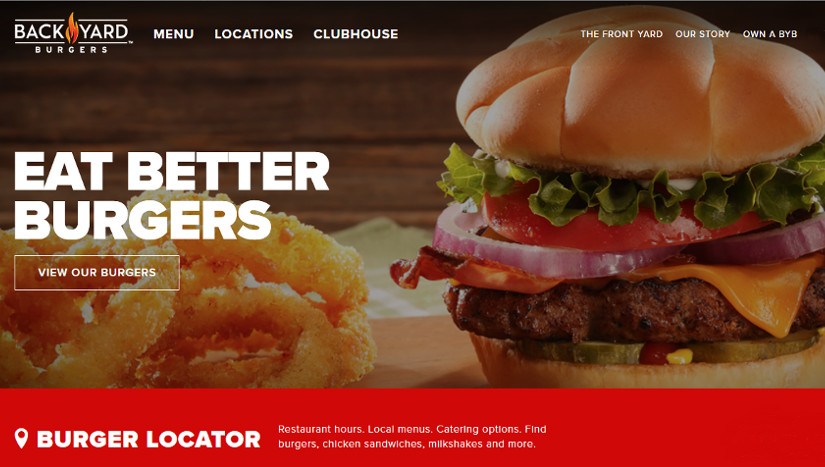 BACK YARD
BURGERS
MENU LOCATIONS CLUBHOUSE
THE FRONT YARD OUR STORY OWN A BYB
EAT BETTER
BURGERS
VIEW OUR BURGERS
BURGER LOCATOR
Restaurant hours. Local menus. Catering options. Find
burgers, chicken sandwiches, milkshakes and more.